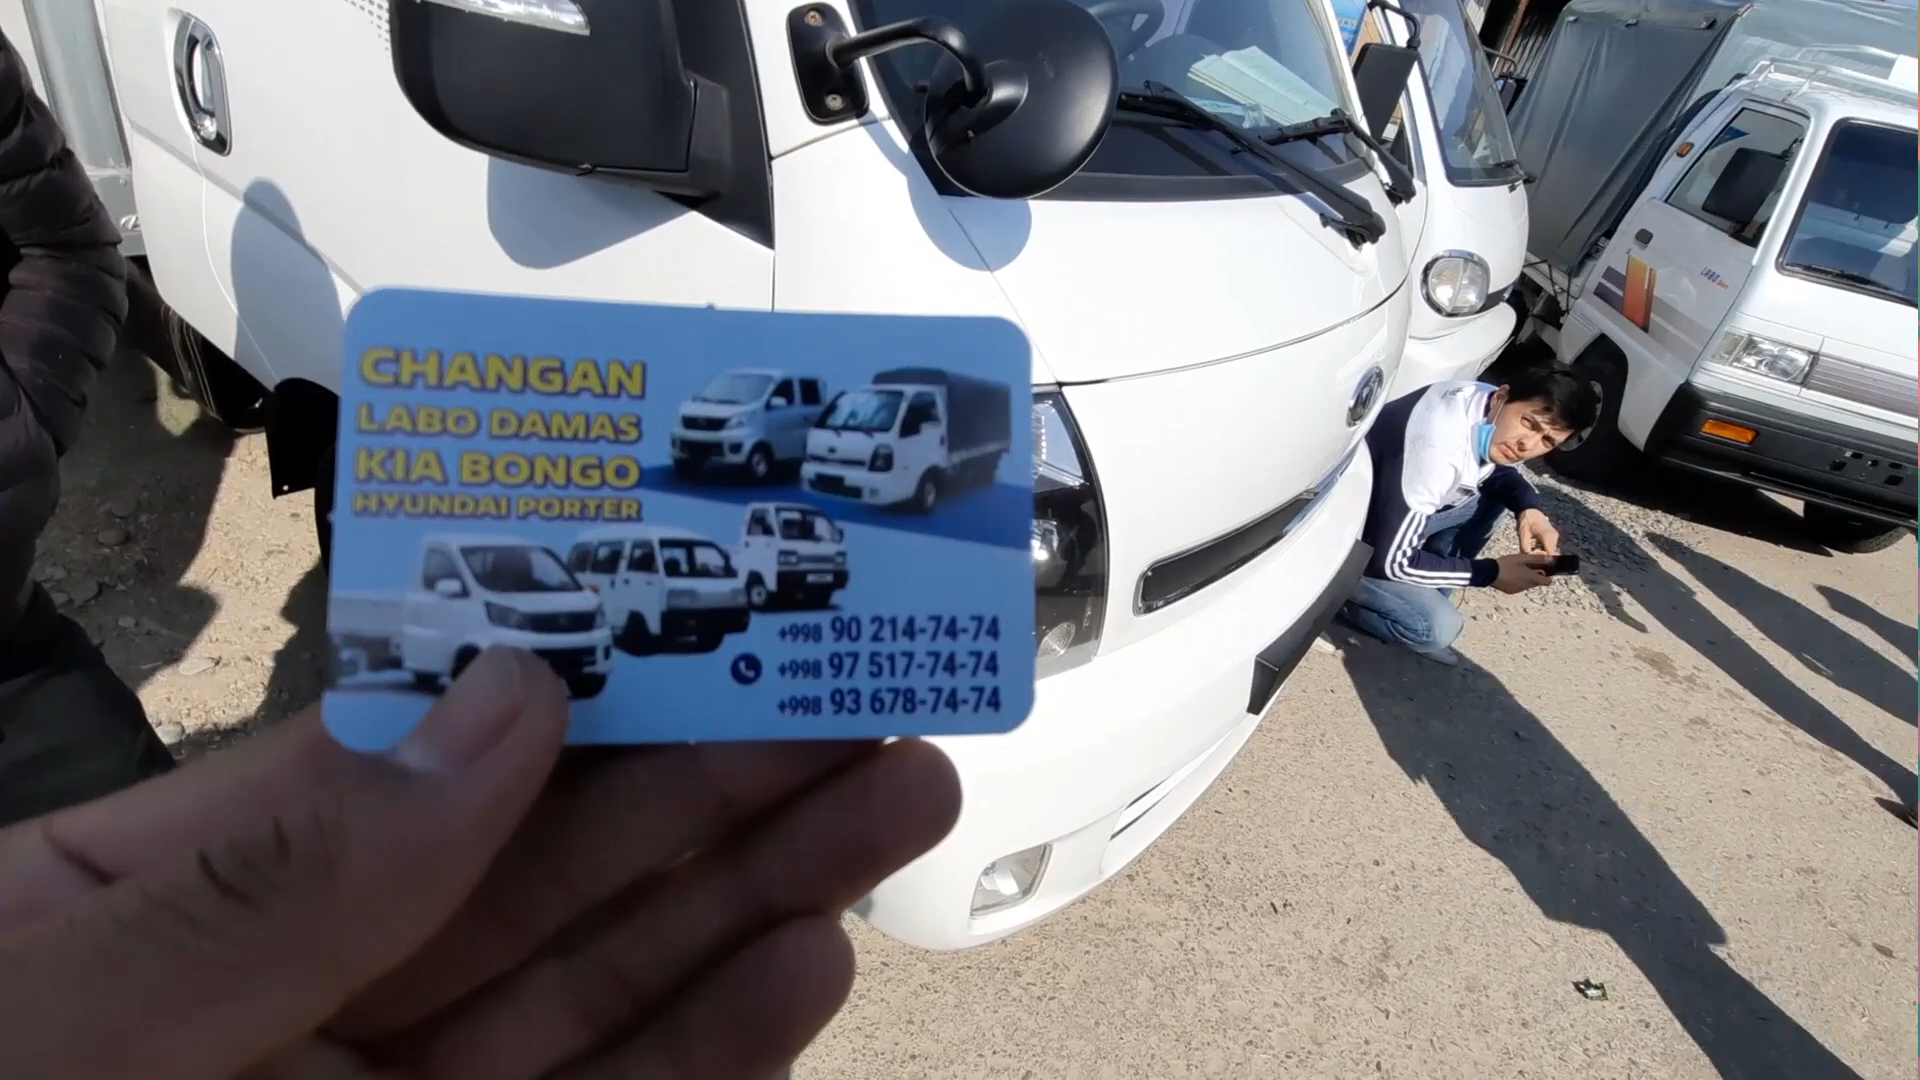 CHANGAN
LABO DAMAS
KIA BONGO
HYUNDAI PORTER
+998 90 214-74-74
+998 97 517-74-74
+998 93 678-74-74
LABO